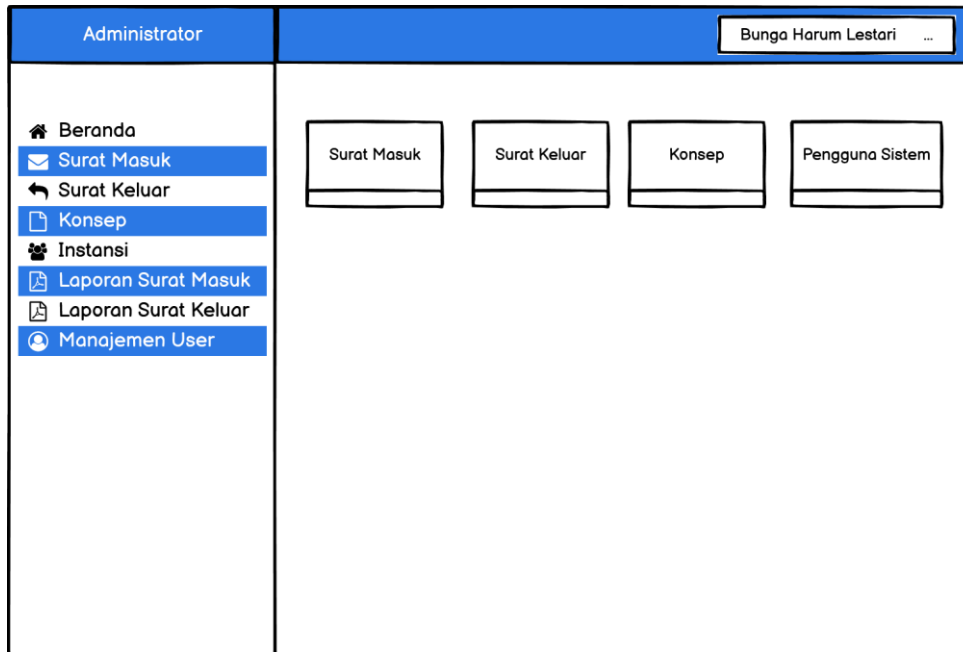 Administrator
Bunga Harum Lestari ...
Beranda
Surat Masuk
Surat Keluar
Konsep
Instansi
Laporan Surat Masuk
Laporan Surat Keluar
Manajemen User
Surat Masuk
Surat Keluar
Konsep
Pengguna Sistem